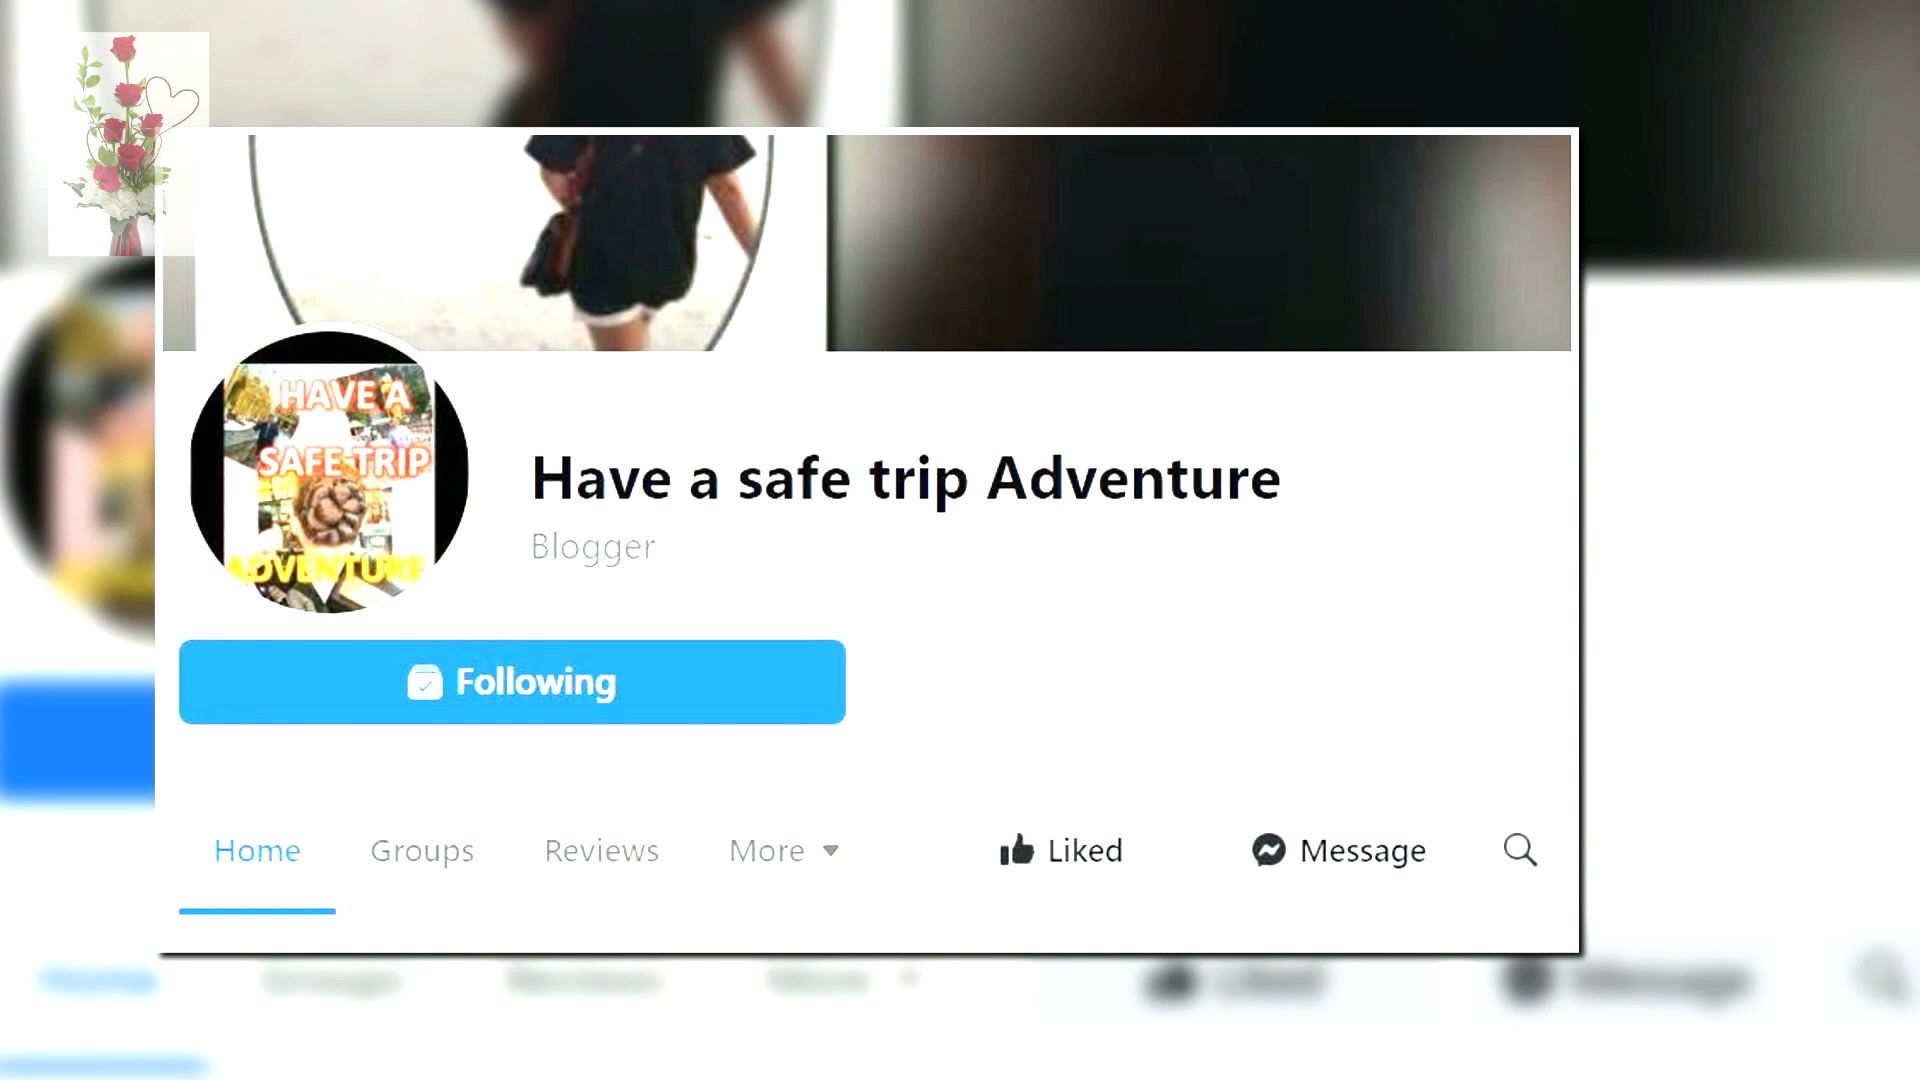 HAVE A
SAFE TRIP
ADVENTURE
Have a safe trip Adventure
Blogger
Following
Home Groups Reviews More Liked Message